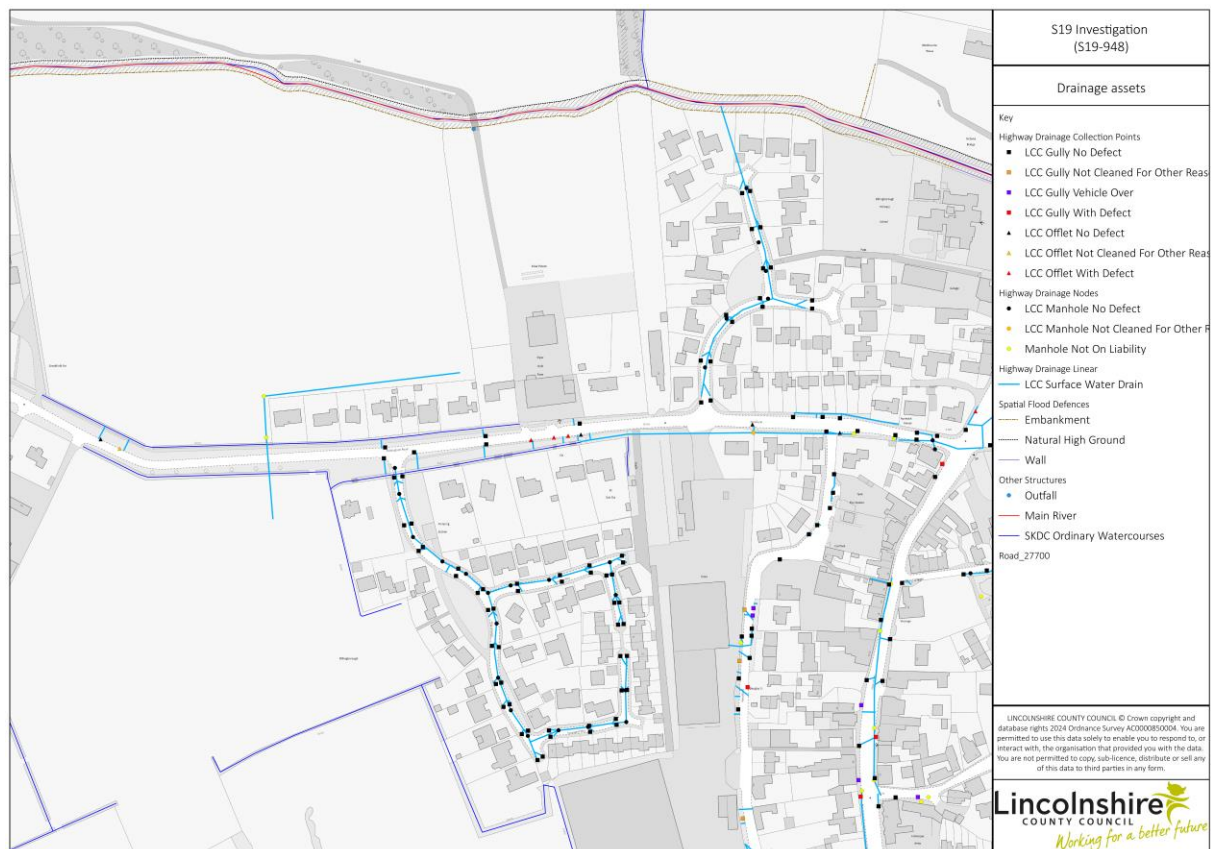 S19 Investigation
(S19-948)
Drainage assets
Key
Highway Drainage Collection Points
LCC Gully No Defect
LCC Gully Not Cleaned For Other Reas
LCC Gully Vehicle Over
LCC Gully With Defect
LCC Offlet No Defect
LCC Offlet Not Cleaned For Other Reas
LCC Offlet With Defect
Highway Drainage Nodes
LCC Manhole No Defect
LCC Manhole Not Cleaned For Other R
Manhole Not On Liability
Highway Drainage Linear
LCC Surface Water Drain
Spatial Flood Defences
Embankment
Natural High Ground
Wall
Other Structures
Outfall
Main River
SKDC Ordinary Watercourses
Road_27700
LINCOLNSHIRE COUNTY COUNCIL © Crown copyright and
database rights 2024 Ordnance Survey AC0000850004. You are
permitted to use this data solely to enable you to respond to, or
interact with, the organisation that provided you with the data.
You are not permitted to copy, sub-licence, distribute or sell any
of this data to third parties in any form.
Lincolnshire
COUNTY COUNCIL
Working for a better future